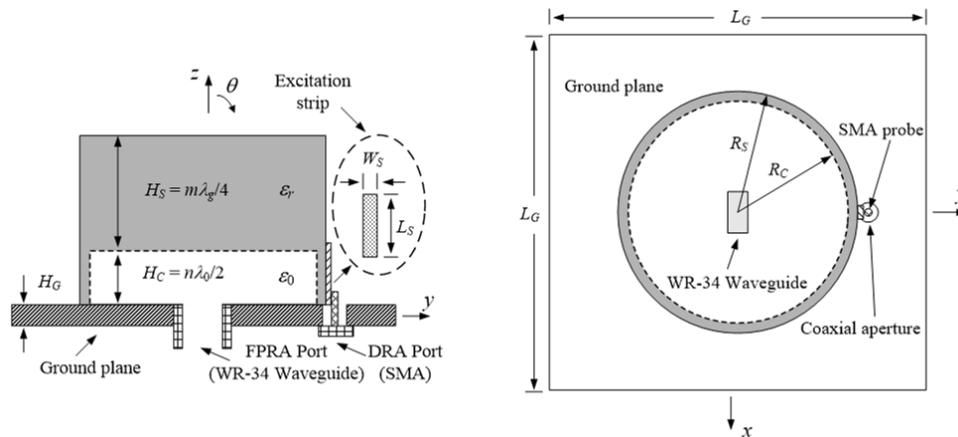 z
θ
Excitation
strip
W_S
L_S
H_S = mλ_g/4
ε_r
H_C = nλ_0/2
ε_0
H_G
y
Ground plane
FPRA Port
(WR-34 Waveguide)
DRA Port
(SMA)
L_G
Ground plane
SMA probe
R_S
R_C
L_G
WR-34 Waveguide
Coaxial aperture
x